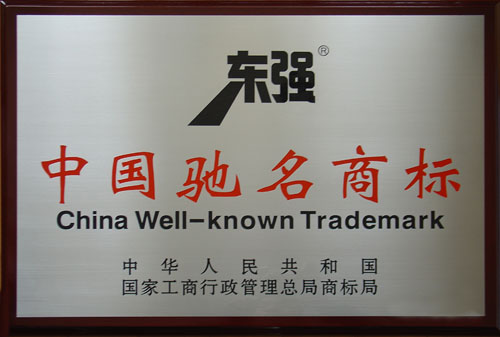 东强®
中国驰名商标
China Well-known Trademark
中华人民共和国
国家工商行政管理总局商标局